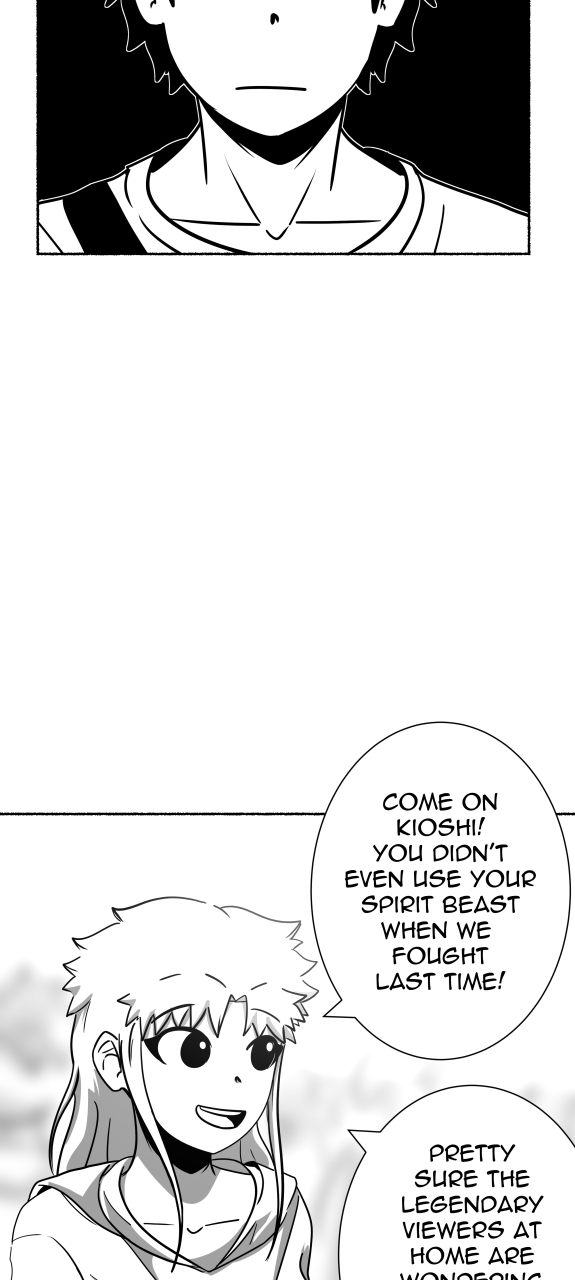 COME ON
KIOSHI!
YOU DIDN'T
EVEN USE YOUR
SPIRIT BEAST
WHEN WE
FOUGHT
LAST TIME!
PRETTY
SURE THE
LEGENDARY
VIEWERS AT
HOME ARE
WONDERING